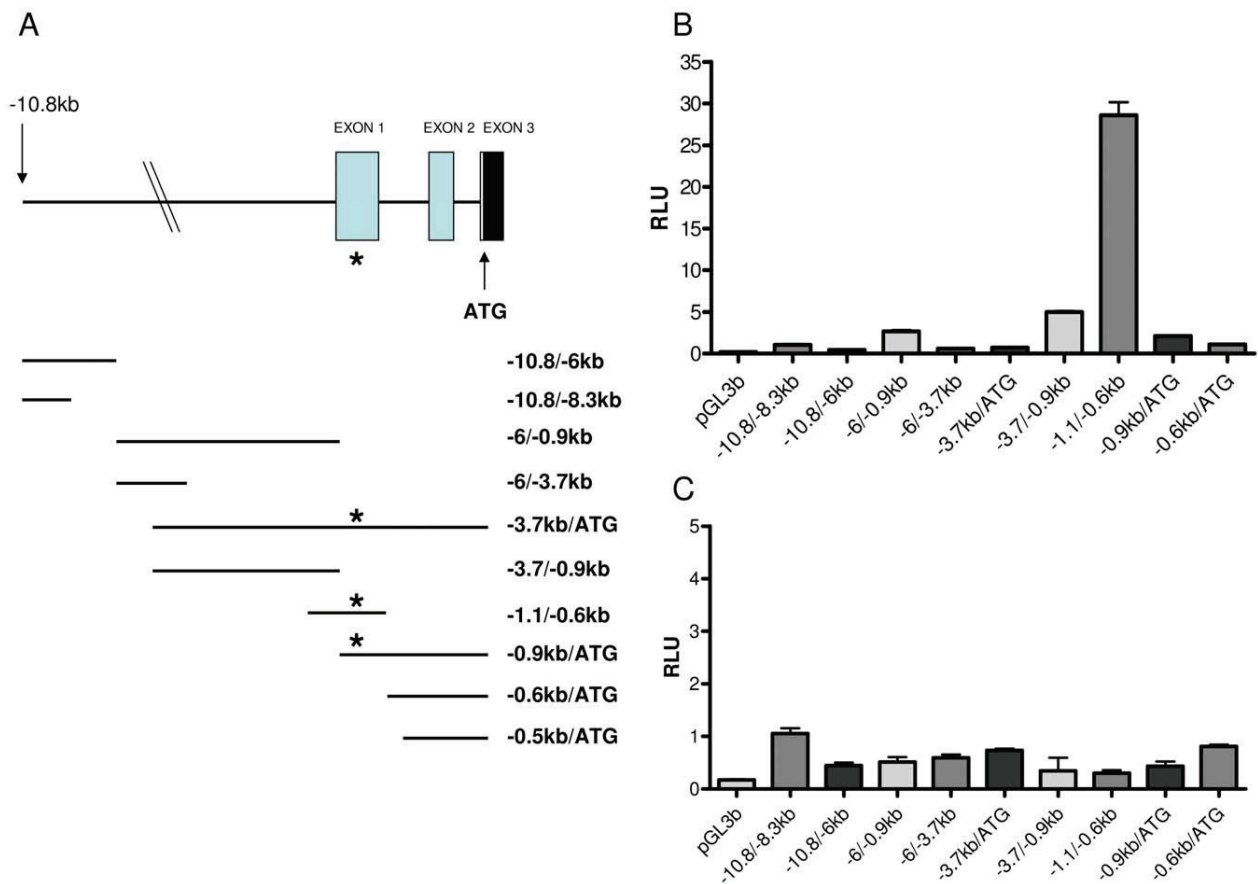 A
-10.8kb
EXON 1
EXON 2
EXON 3
*
ATG
-10.8/-6kb
-10.8/-8.3kb
-6/-0.9kb
-6/-3.7kb
* -3.7kb/ATG
-3.7/-0.9kb
* -1.1/-0.6kb
* -0.9kb/ATG
-0.6kb/ATG
-0.5kb/ATG
B
35
30
25
20
15
10
5
0
RLU
pGL3b
-10.8/-8.3kb
-10.8/-6kb
-6/-0.9kb
-6/-3.7kb
-3.7kb/ATG
-3.7/-0.9kb
-1.1/-0.6kb
-0.9kb/ATG
-0.6kb/ATG
C
5
4
3
2
1
0
RLU
pGL3b
-10.8/-8.3kb
-10.8/-6kb
-6/-0.9kb
-6/-3.7kb
-3.7kb/ATG
-3.7/-0.9kb
-1.1/-0.6kb
-0.9kb/ATG
-0.6kb/ATG